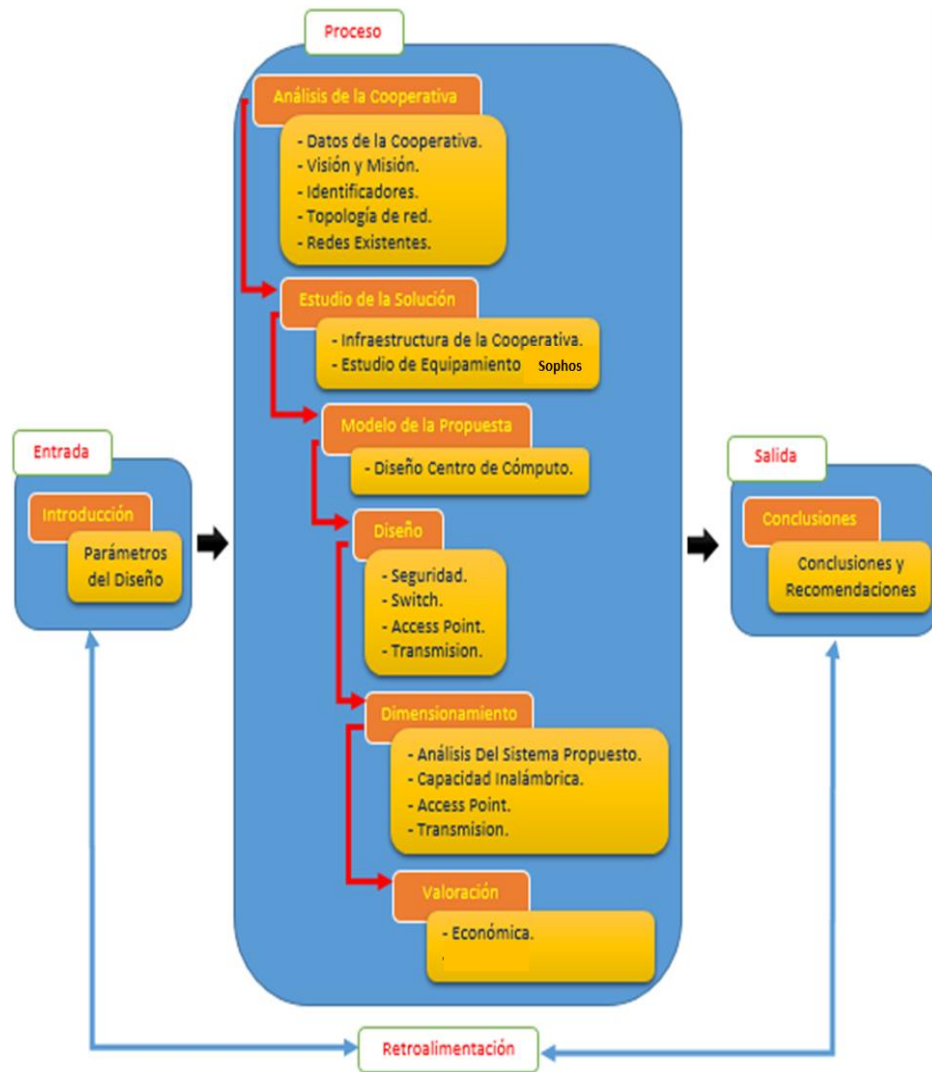 Proceso
Análisis de la Cooperativa
- Datos de la Cooperativa.
- Visión y Misión.
- Identificadores.
- Topología de red.
- Redes Existentes.
Estudio de la Solución
- Infraestructura de la Cooperativa.
- Estudio de Equipamiento Sophos
Modelo de la Propuesta
- Diseño Centro de Cómputo.
Entrada
Introducción
Parámetros
del Diseño
Diseño
- Seguridad.
- Switch.
- Access Point.
- Transmision.
Dimensionamiento
- Análisis Del Sistema Propuesto.
- Capacidad Inalámbrica.
- Access Point.
- Transmision.
Valoración
- Económica.
Salida
Conclusiones
Conclusiones y
Recomendaciones
Retroalimentación